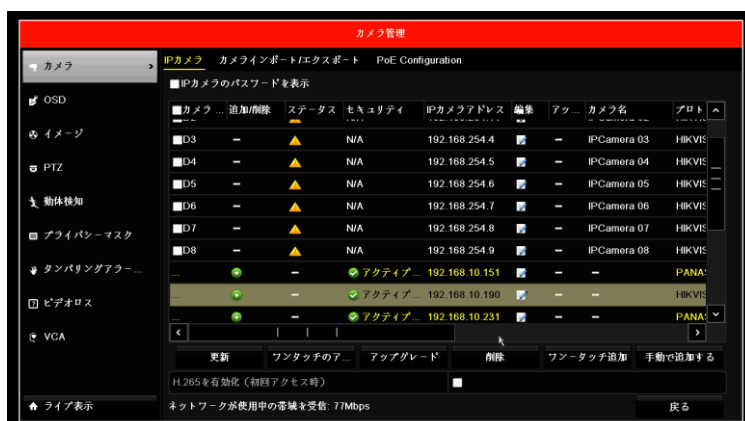 カメラ管理
カメラ
OSD
イメージ
PTZ
動体検知
プライバシーマスク
タンパリングアラー...
ビデオロス
VCA
ライブ表示
IPカメラ カメラインポート/エクスポート PoE Configuration
IPカメラのパスワードを表示
カメラ ... 追加/削除 ステータス セキュリティ IPカメラアドレス 編集 アッ... カメラ名 プロト
D3 – N/A 192.168.254.4 – IPCamera 03 HIKVIS
D4 – N/A 192.168.254.5 – IPCamera 04 HIKVIS
D5 – N/A 192.168.254.6 – IPCamera 05 HIKVIS
D6 – N/A 192.168.254.7 – IPCamera 06 HIKVIS
D7 – N/A 192.168.254.8 – IPCamera 07 HIKVIS
D8 – N/A 192.168.254.9 – IPCamera 08 HIKVIS
... – アクティブ... 192.168.10.151 – – PANAS
... – アクティブ... 192.168.10.190 – – HIKVIS
... – アクティブ... 192.168.10.231 – – PANAS
更新 ワンタッチのア... アップグレード 削除 ワンータッチ追加 手動で追加する
H.265を有効化（初回アクセス時）
ネットワークが使用中の帯域を受信: 77Mbps
戻る